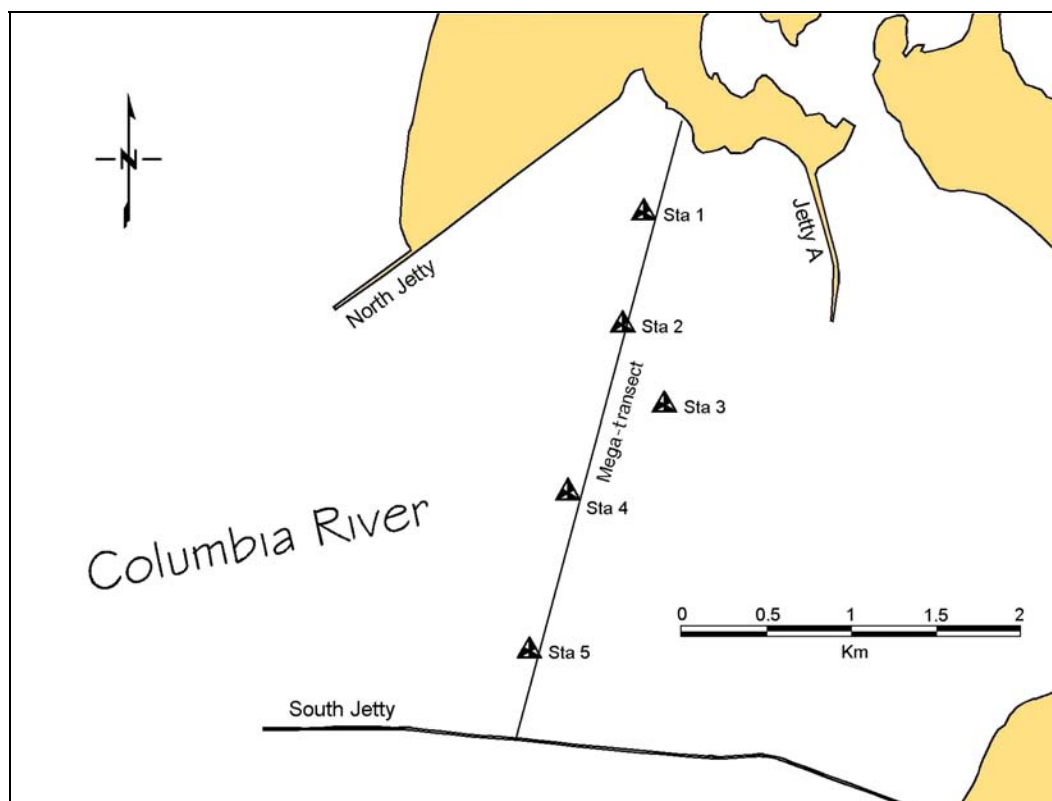 N
Sta 1
Jetty A
North Jetty
Sta 2
Mega-transect
Sta 3
Sta 4
Columbia River
0 0.5 1 1.5 2
Km
Sta 5
South Jetty